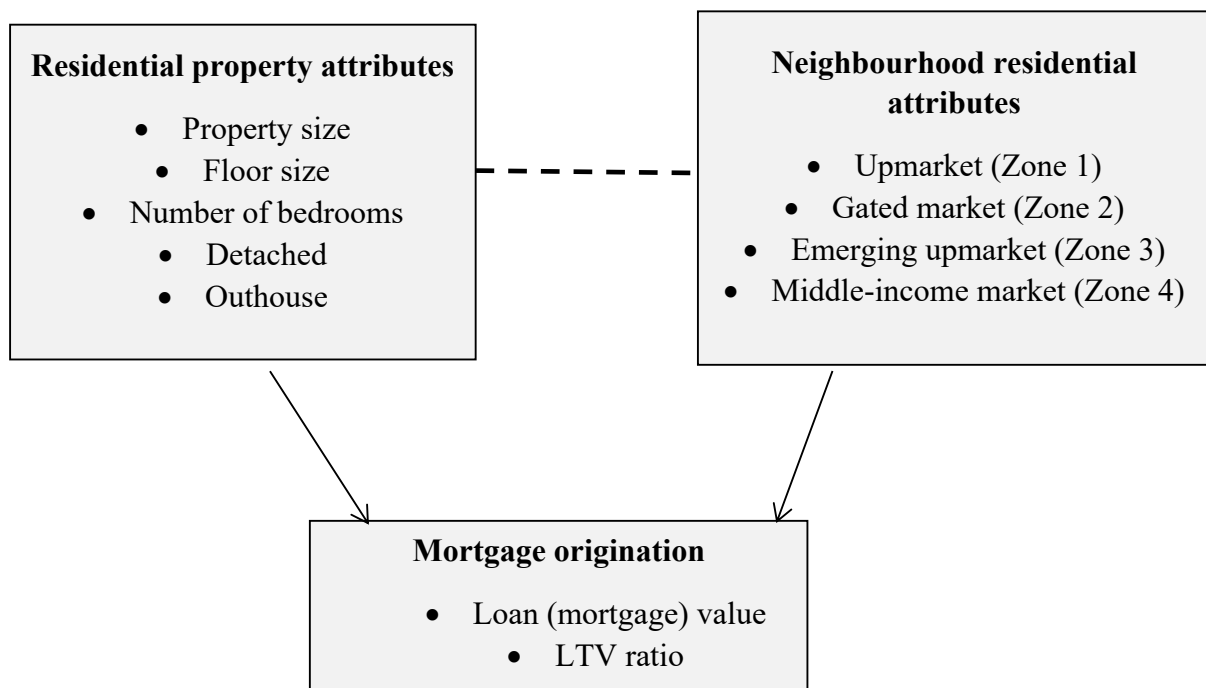 Residential property attributes
• Property size
• Floor size
• Number of bedrooms
• Detached
• Outhouse
Neighbourhood residential
attributes
• Upmarket (Zone 1)
• Gated market (Zone 2)
• Emerging upmarket (Zone 3)
• Middle-income market (Zone 4)
Mortgage origination
• Loan (mortgage) value
• LTV ratio